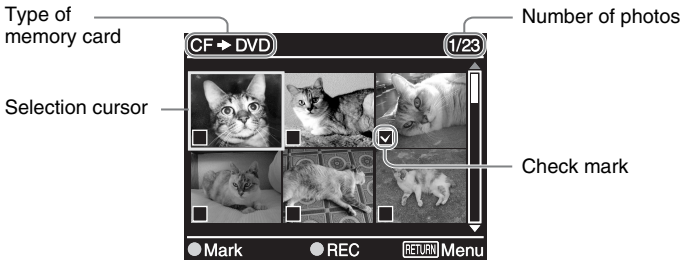 Type of
memory card
Number of photos
CF ➔ DVD
1/23
Selection cursor
Check mark
Mark
REC
RETURN Menu